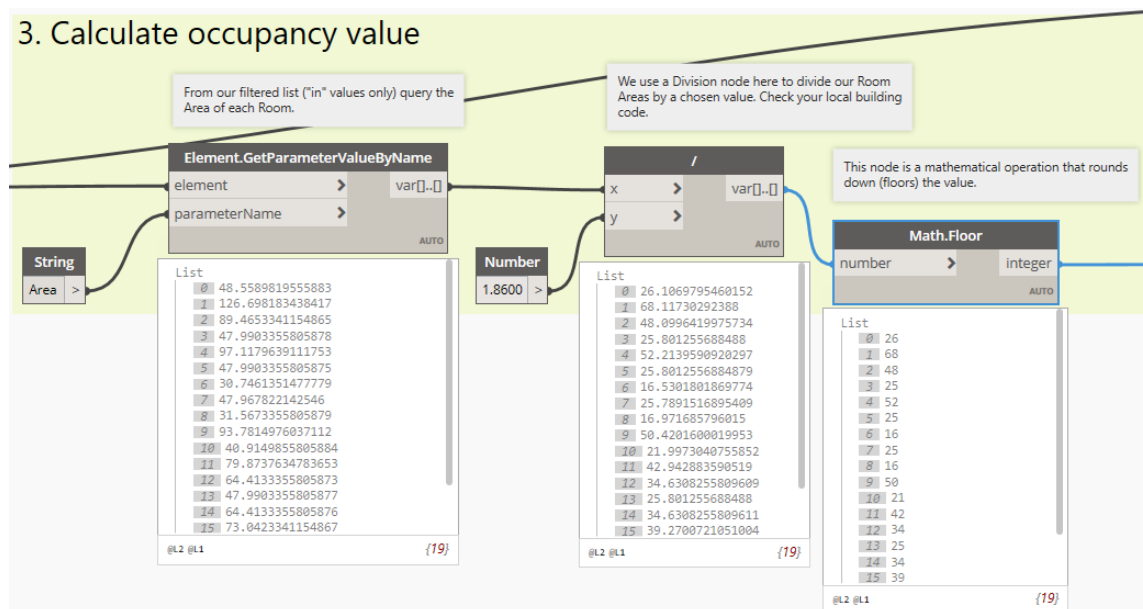 3. Calculate occupancy value
From our filtered list ("in" values only) query the
Area of each Room.
We use a Division node here to divide our Room
Areas by a chosen value. Check your local building
code.
This node is a mathematical operation that rounds
down (floors) the value.
Element.GetParameterValueByName
element > var[]..[]
parameterName >
AUTO
String
Area >
List
0 48.5589819555883
1 126.698183438417
2 89.4653341154865
3 47.9903355805878
4 97.1179639111753
5 47.9903355805875
6 30.7461351477779
7 47.967822142546
8 31.5673355805879
9 93.7814976037112
10 40.9149855805884
11 79.8737634783653
12 64.4133355805873
13 47.9903355805877
14 64.4133355805876
15 73.0423341154867
@L2 @L1 {19}
/
x > var[]..[]
y >
AUTO
Number
1.8600 >
List
0 26.1069795460152
1 68.11730292388
2 48.0996419975734
3 25.801255688488
4 52.2139590920297
5 25.8012556884879
6 16.5301801869774
7 25.7891516895409
8 16.971685796015
9 50.4201600019953
10 21.9973040755852
11 42.942883590519
12 34.6308255809609
13 25.801255688488
14 34.6308255809611
15 39.2700721051004
@L2 @L1 {19}
Math.Floor
number > integer
AUTO
List
0 26
1 68
2 48
3 25
4 52
5 25
6 16
7 25
8 16
9 50
10 21
11 42
12 34
13 25
14 34
15 39
@L2 @L1 {19}